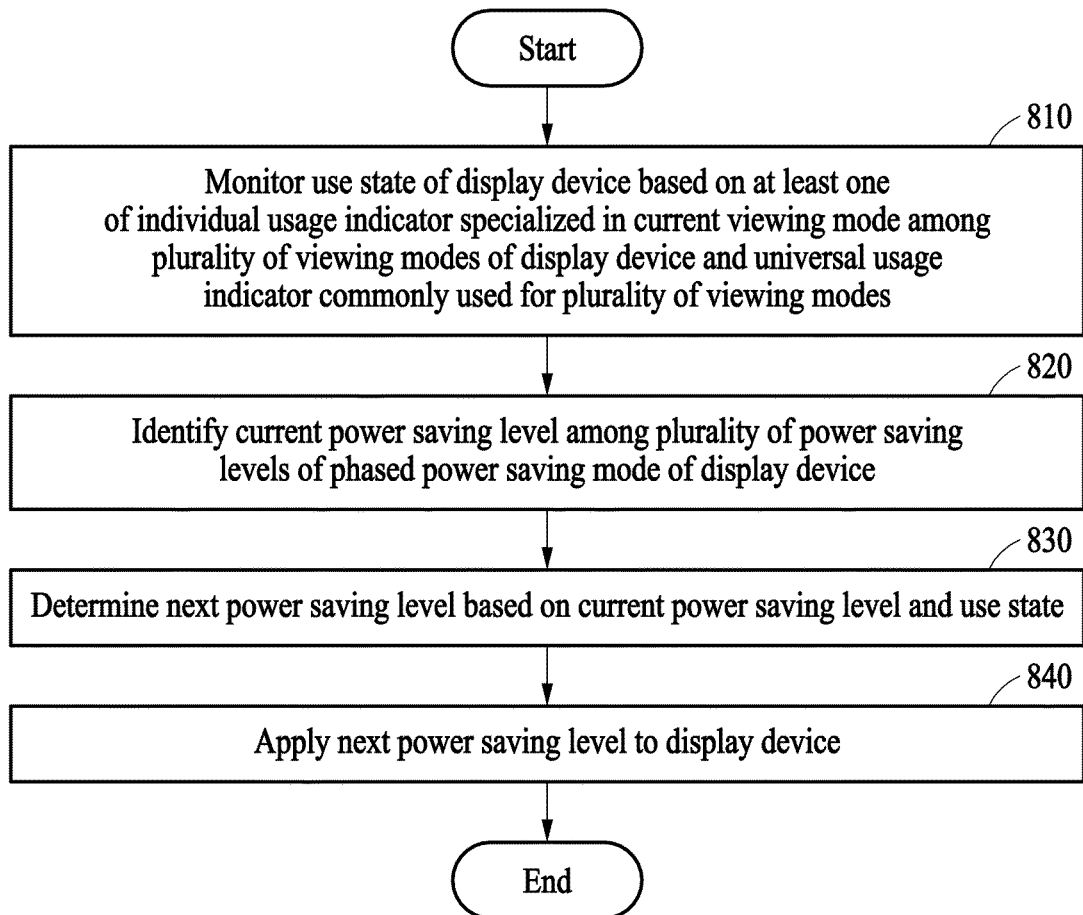 Start
810
Monitor use state of display device based on at least one
of individual usage indicator specialized in current viewing mode among
plurality of viewing modes of display device and universal usage
indicator commonly used for plurality of viewing modes
820
Identify current power saving level among plurality of power saving
levels of phased power saving mode of display device
830
Determine next power saving level based on current power saving level and use state
840
Apply next power saving level to display device
End